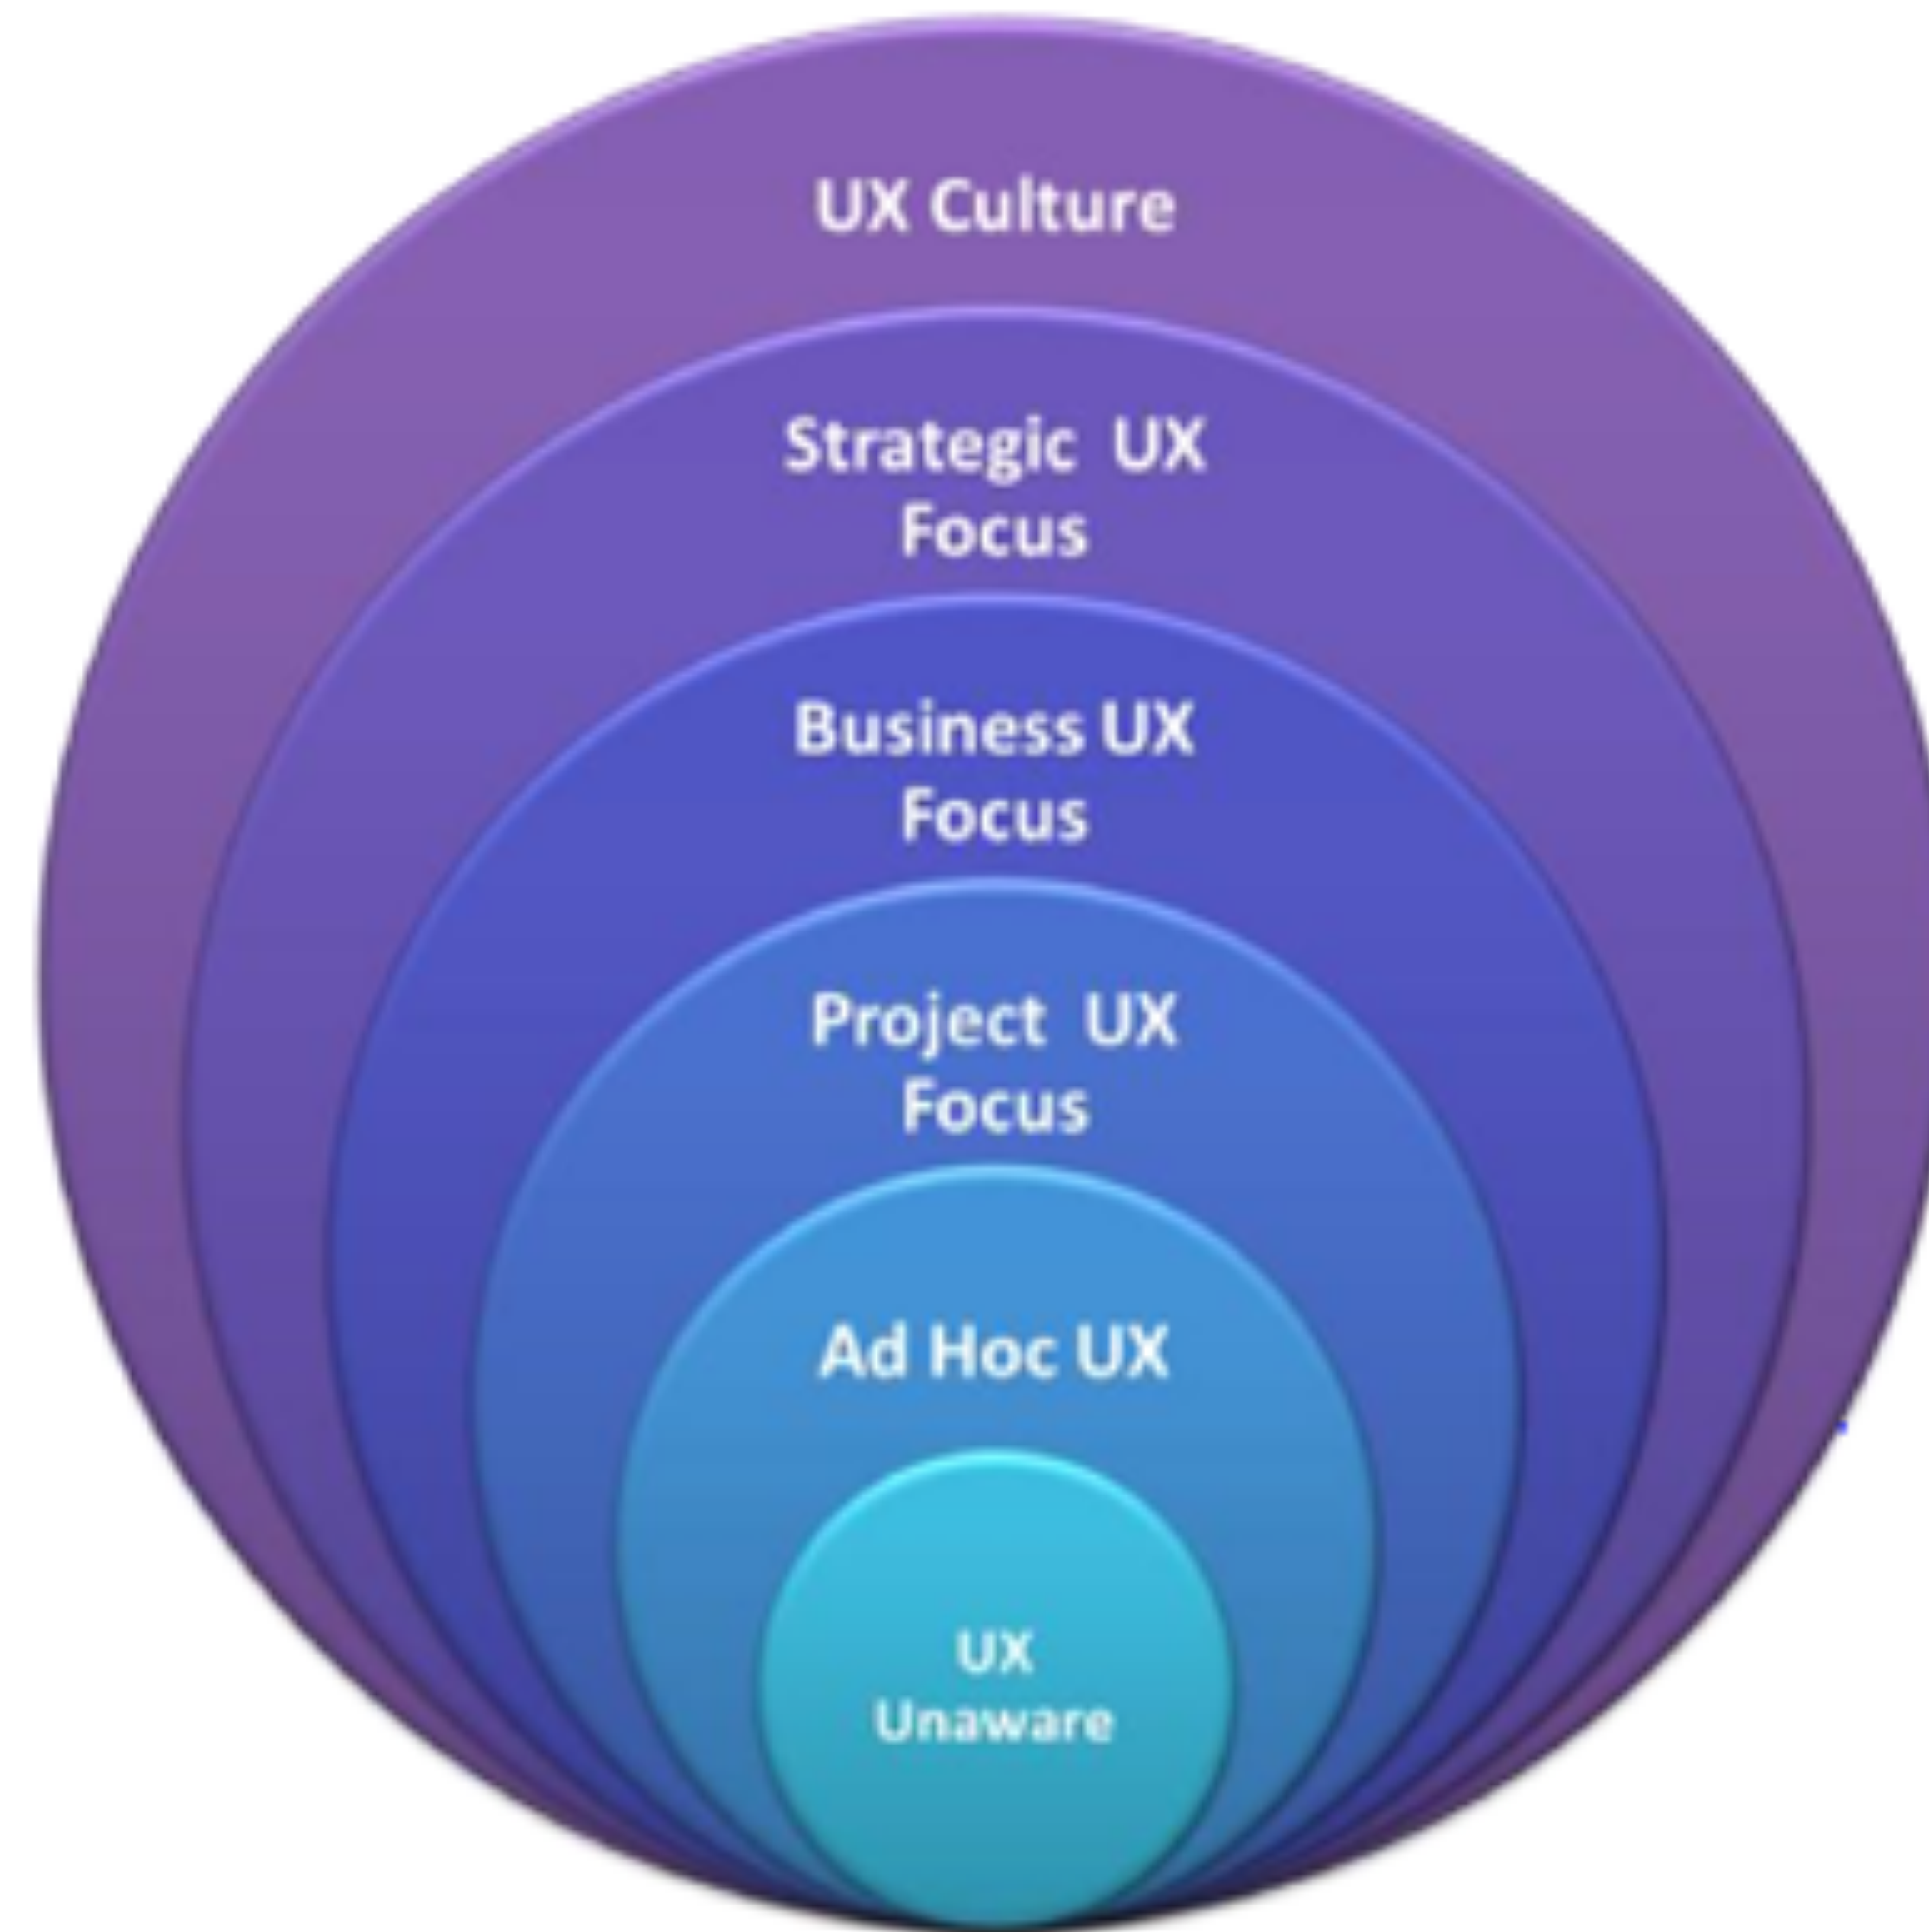 UX Culture
Strategic UX
Focus
Business UX
Focus
Project UX
Focus
Ad Hoc UX
UX
Unaware